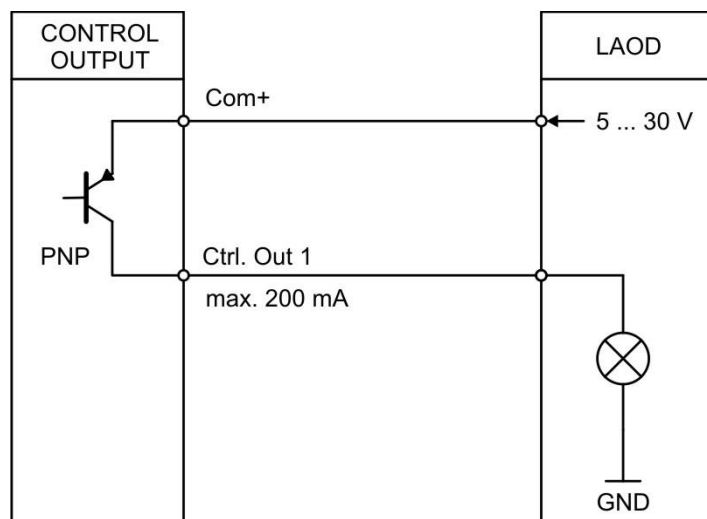 CONTROL
OUTPUT
LAOD
Com+
5 ... 30 V
PNP
Ctrl. Out 1
max. 200 mA
GND